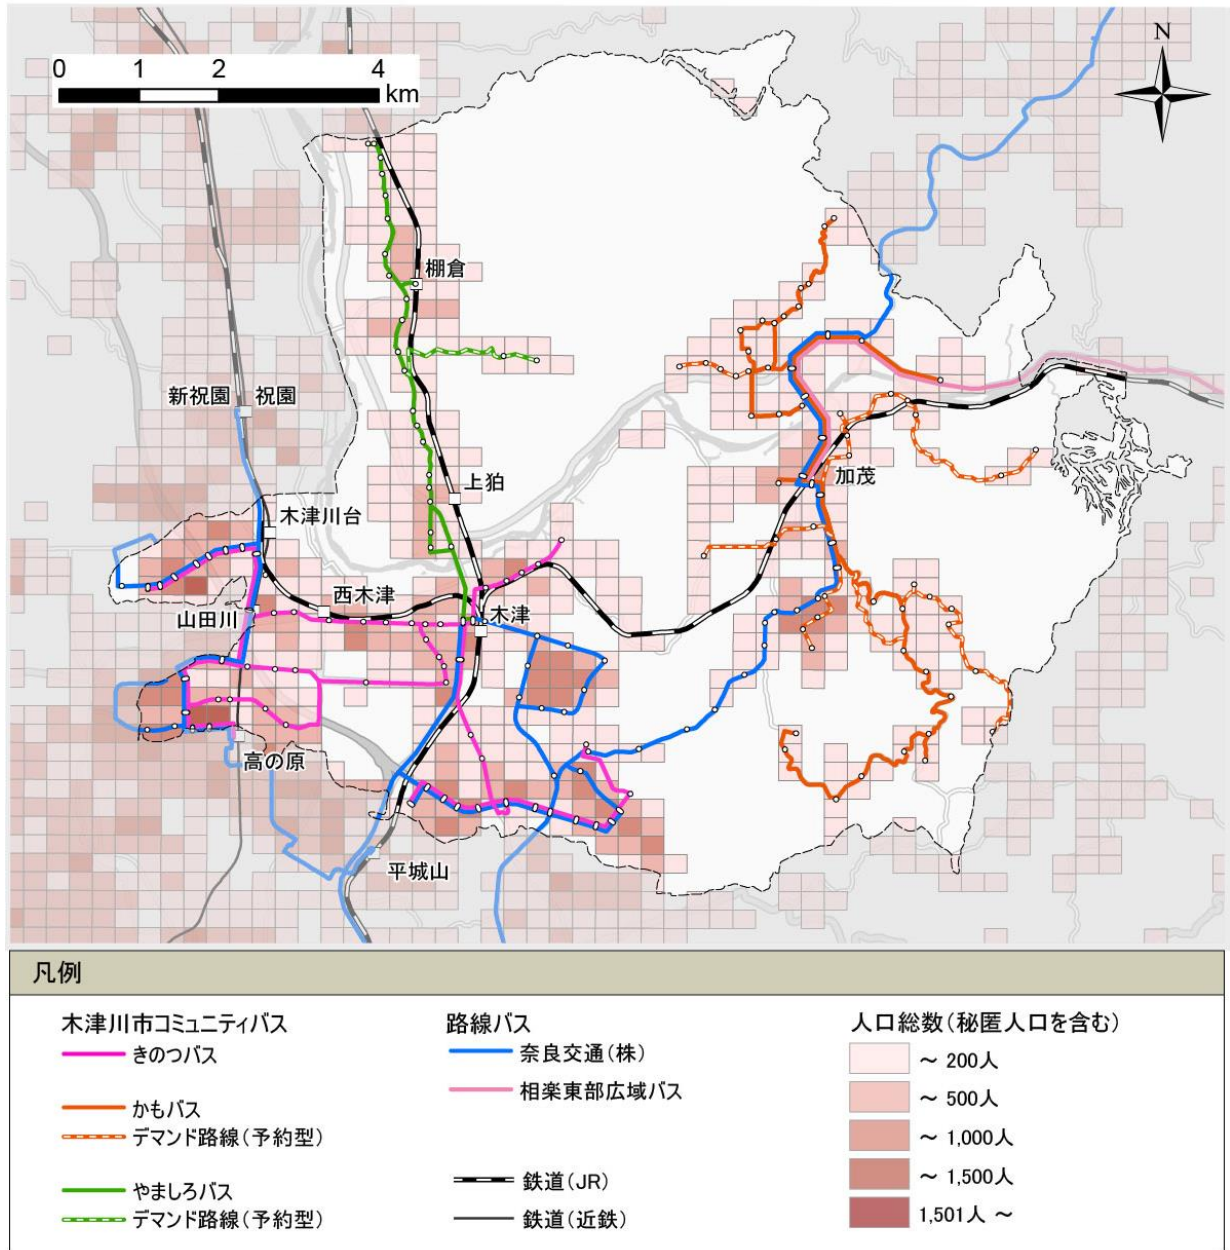 N
0 1 2 4
km
棚倉
新祝園 祝園
上狛
加茂
木津川台
西木津
山田川
木津
高の原
平城山
凡例
木津川市コミュニティバス
きのつバス
かもバス
デマンド路線(予約型)
やましろバス
デマンド路線(予約型)
路線バス
奈良交通(株)
相楽東部広域バス
鉄道(JR)
鉄道(近鉄)
人口総数(秘匿人口を含む)
~ 200人
~ 500人
~ 1,000人
~ 1,500人
1,501人 ~